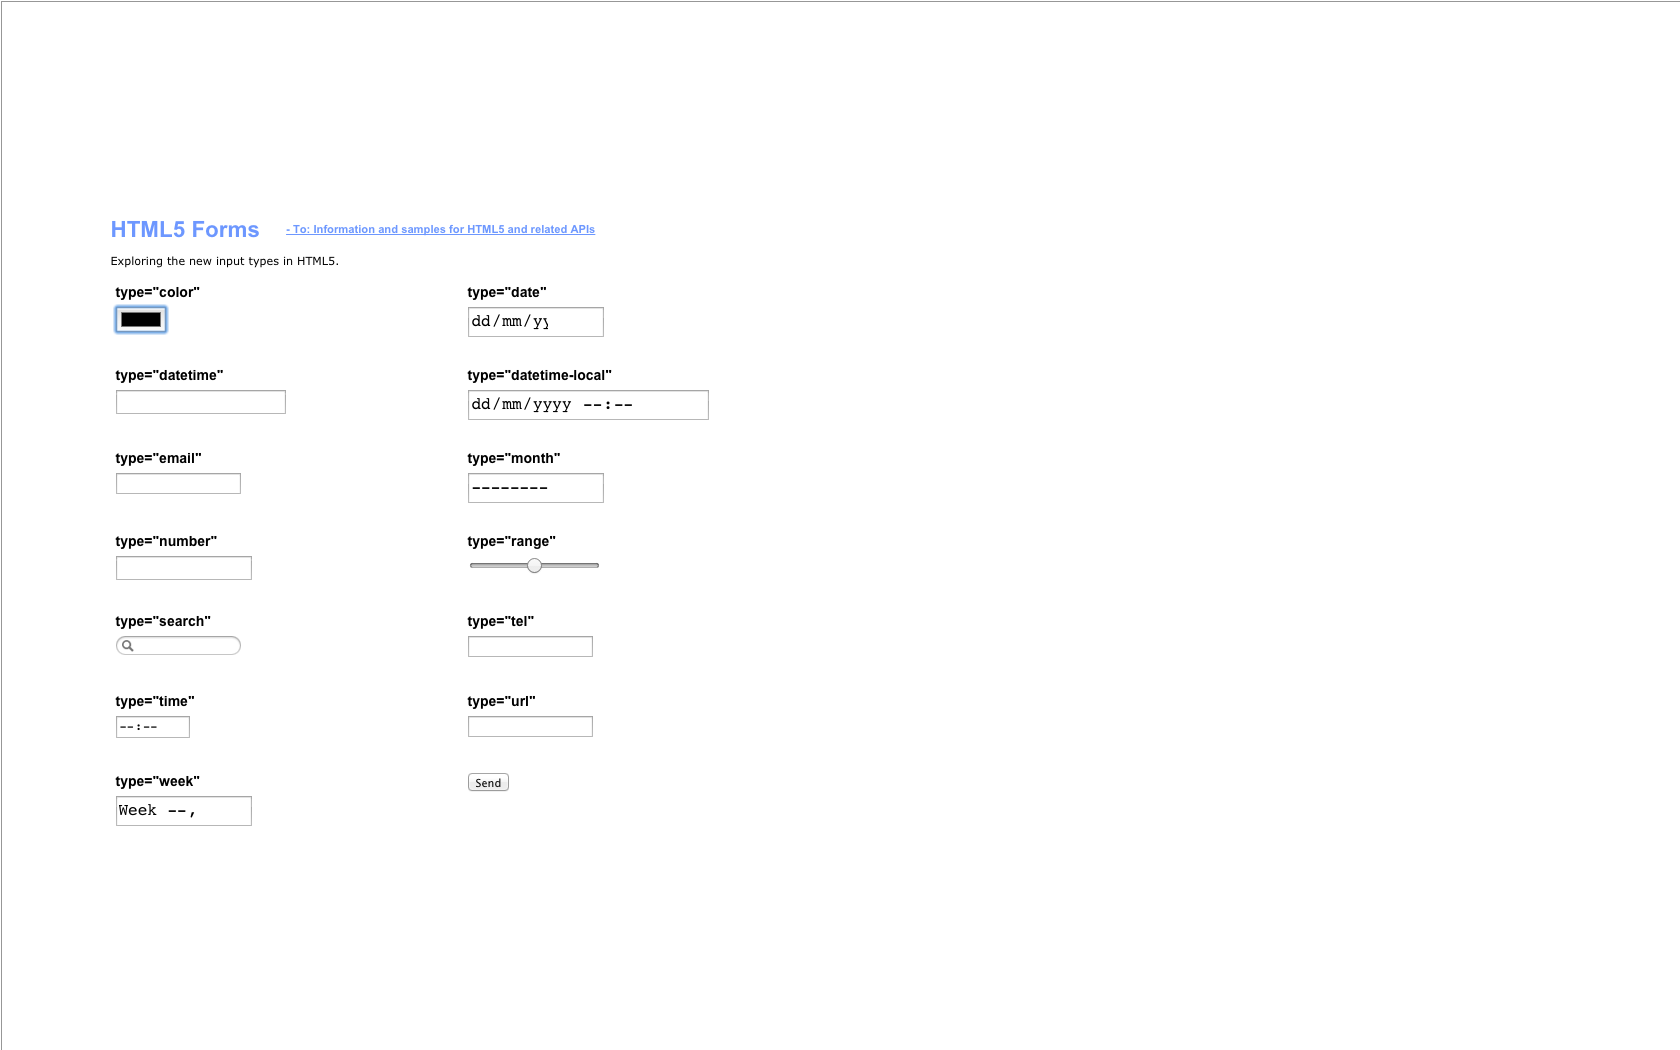 HTML5 Forms - To: Information and samples for HTML5 and related APIs
Exploring the new input types in HTML5.
type="color" type="date"
dd/mm/yy
type="datetime" type="datetime-local"
dd/mm/yyyy --:--
type="email" type="month"
--------
type="number" type="range"
type="search" type="tel"
type="time" type="url"
--:--
type="week" Send
Week --,